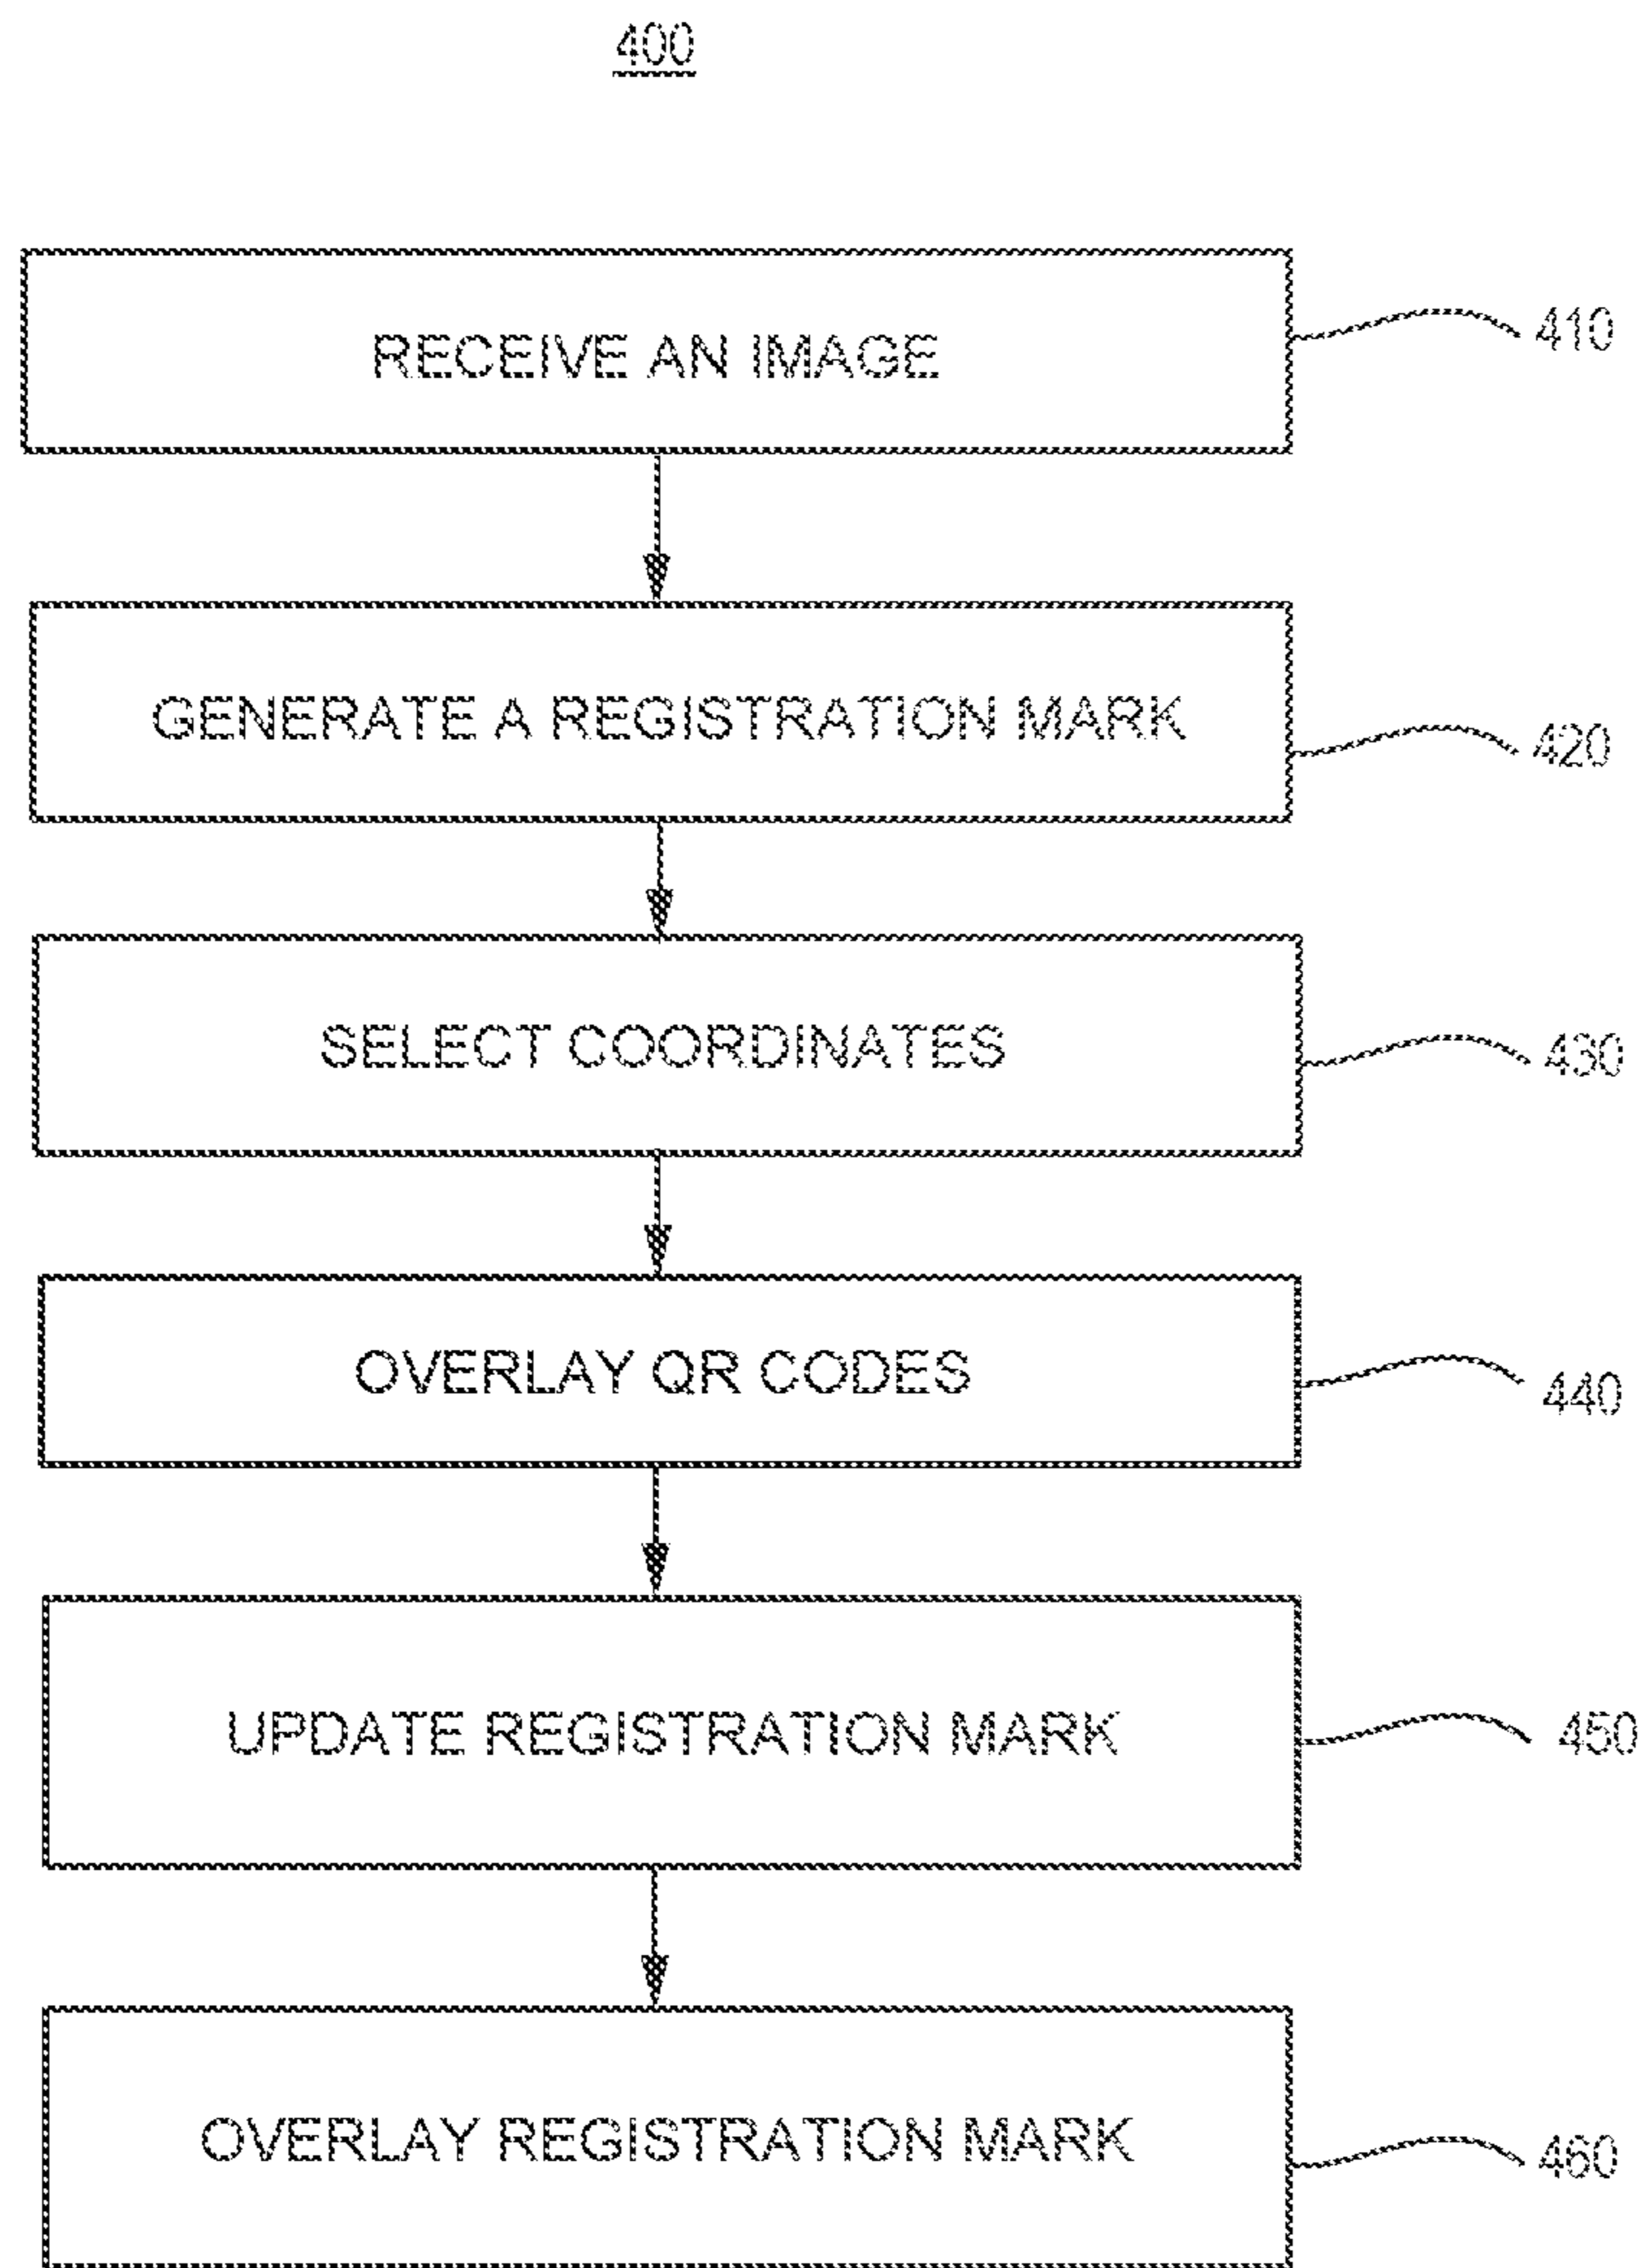 400
RECEIVE AN IMAGE
410
GENERATE A REGISTRATION MARK
420
SELECT COORDINATES
430
OVERLAY QR CODES
440
UPDATE REGISTRATION MARK
450
OVERLAY REGISTRATION MARK
460